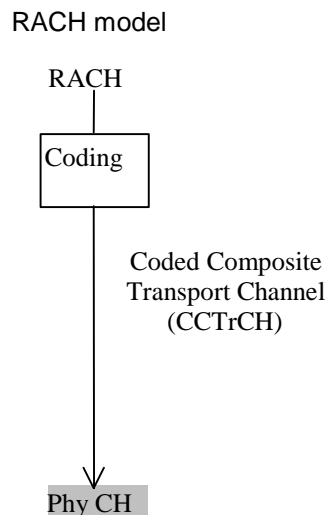 RACH model
RACH
Coding
Coded Composite
Transport Channel
(CCTrCH)
Phy CH